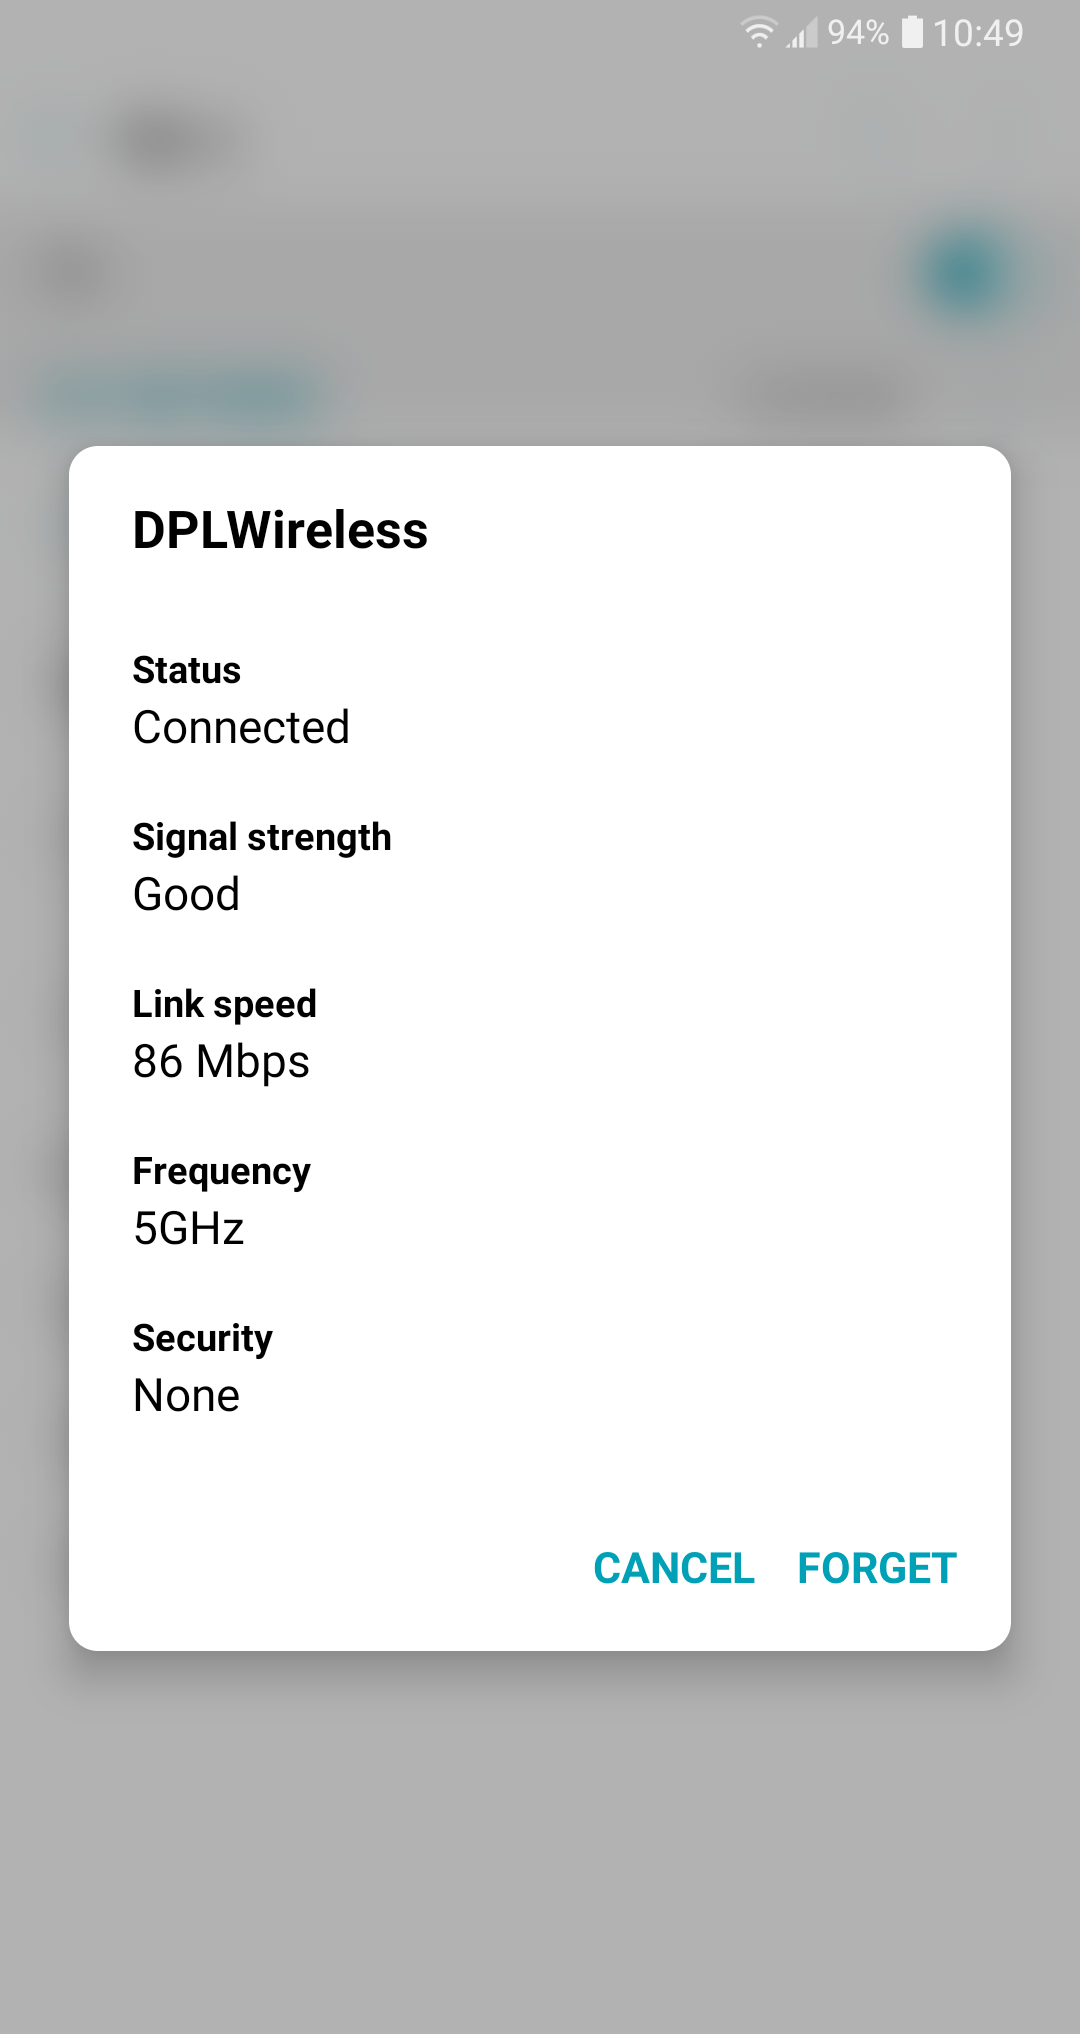 94% 10:49
DPLWireless
Status
Connected
Signal strength
Good
Link speed
86 Mbps
Frequency
5GHz
Security
None
CANCEL FORGET